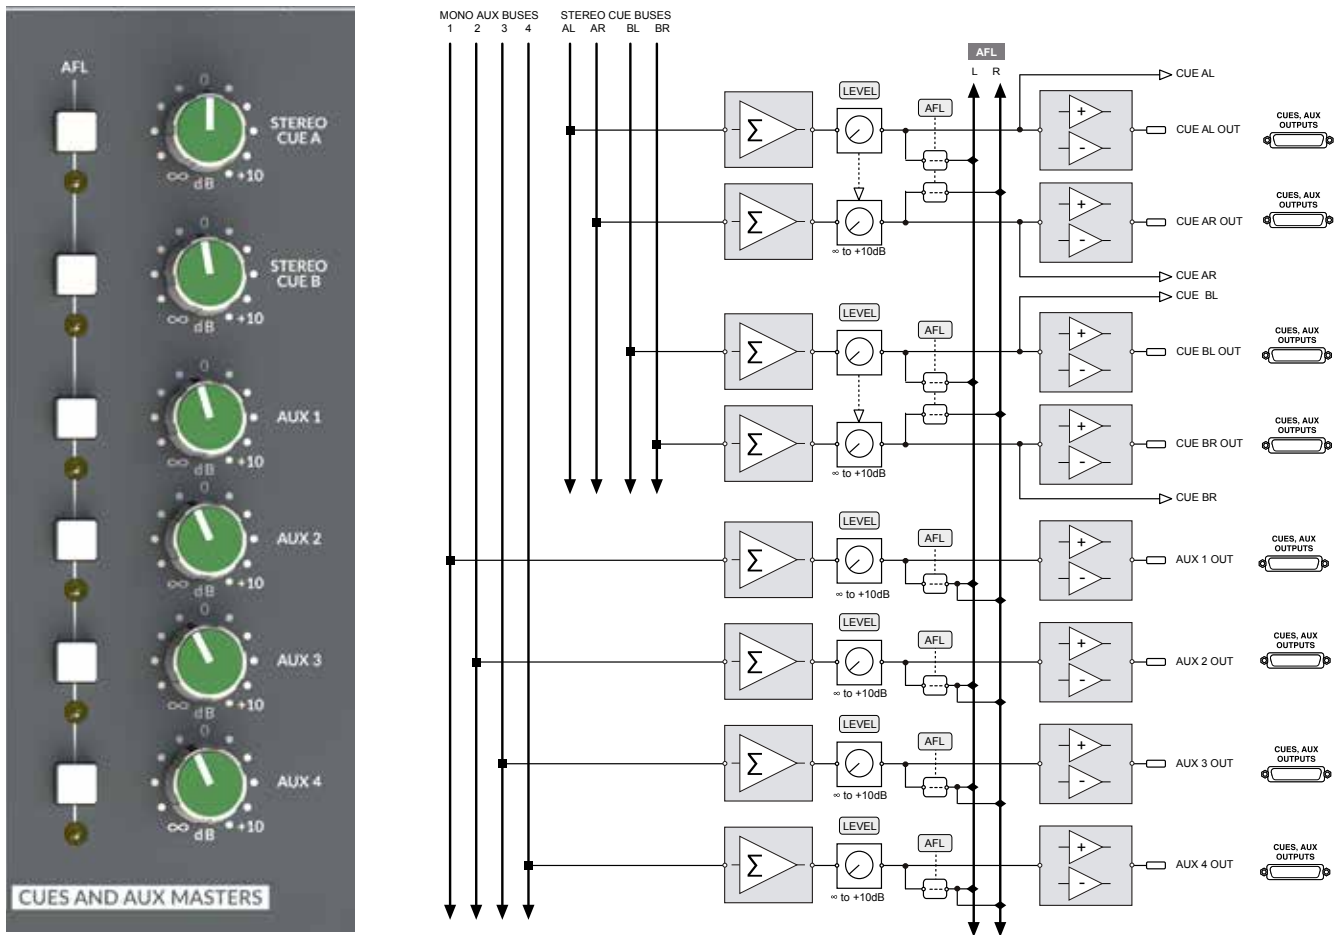 AFL
0
STEREO
CUE A
∞ dB +10
0
STEREO
CUE B
∞ dB +10
0
AUX 1
∞ dB +10
0
AUX 2
∞ dB +10
0
AUX 3
∞ dB +10
0
AUX 4
∞ dB +10
CUES AND AUX MASTERS
MONO AUX BUSES STEREO CUE BUSES
1 2 3 4 AL AR BL BR
AFL
L R
CUE AL
LEVEL
AFL
Σ
+
-
CUE AL OUT
CUES, AUX
OUTPUTS
Σ
∞ to +10dB
+
-
CUE AR OUT
CUES, AUX
OUTPUTS
CUE AR
CUE BL
LEVEL
AFL
Σ
+
-
CUE BL OUT
CUES, AUX
OUTPUTS
Σ
∞ to +10dB
+
-
CUE BR OUT
CUES, AUX
OUTPUTS
CUE BR
LEVEL
AFL
Σ
∞ to +10dB
+
-
AUX 1 OUT
CUES, AUX
OUTPUTS
LEVEL
AFL
Σ
∞ to +10dB
+
-
AUX 2 OUT
CUES, AUX
OUTPUTS
LEVEL
AFL
Σ
∞ to +10dB
+
-
AUX 3 OUT
CUES, AUX
OUTPUTS
LEVEL
AFL
Σ
∞ to +10dB
+
-
AUX 4 OUT
CUES, AUX
OUTPUTS